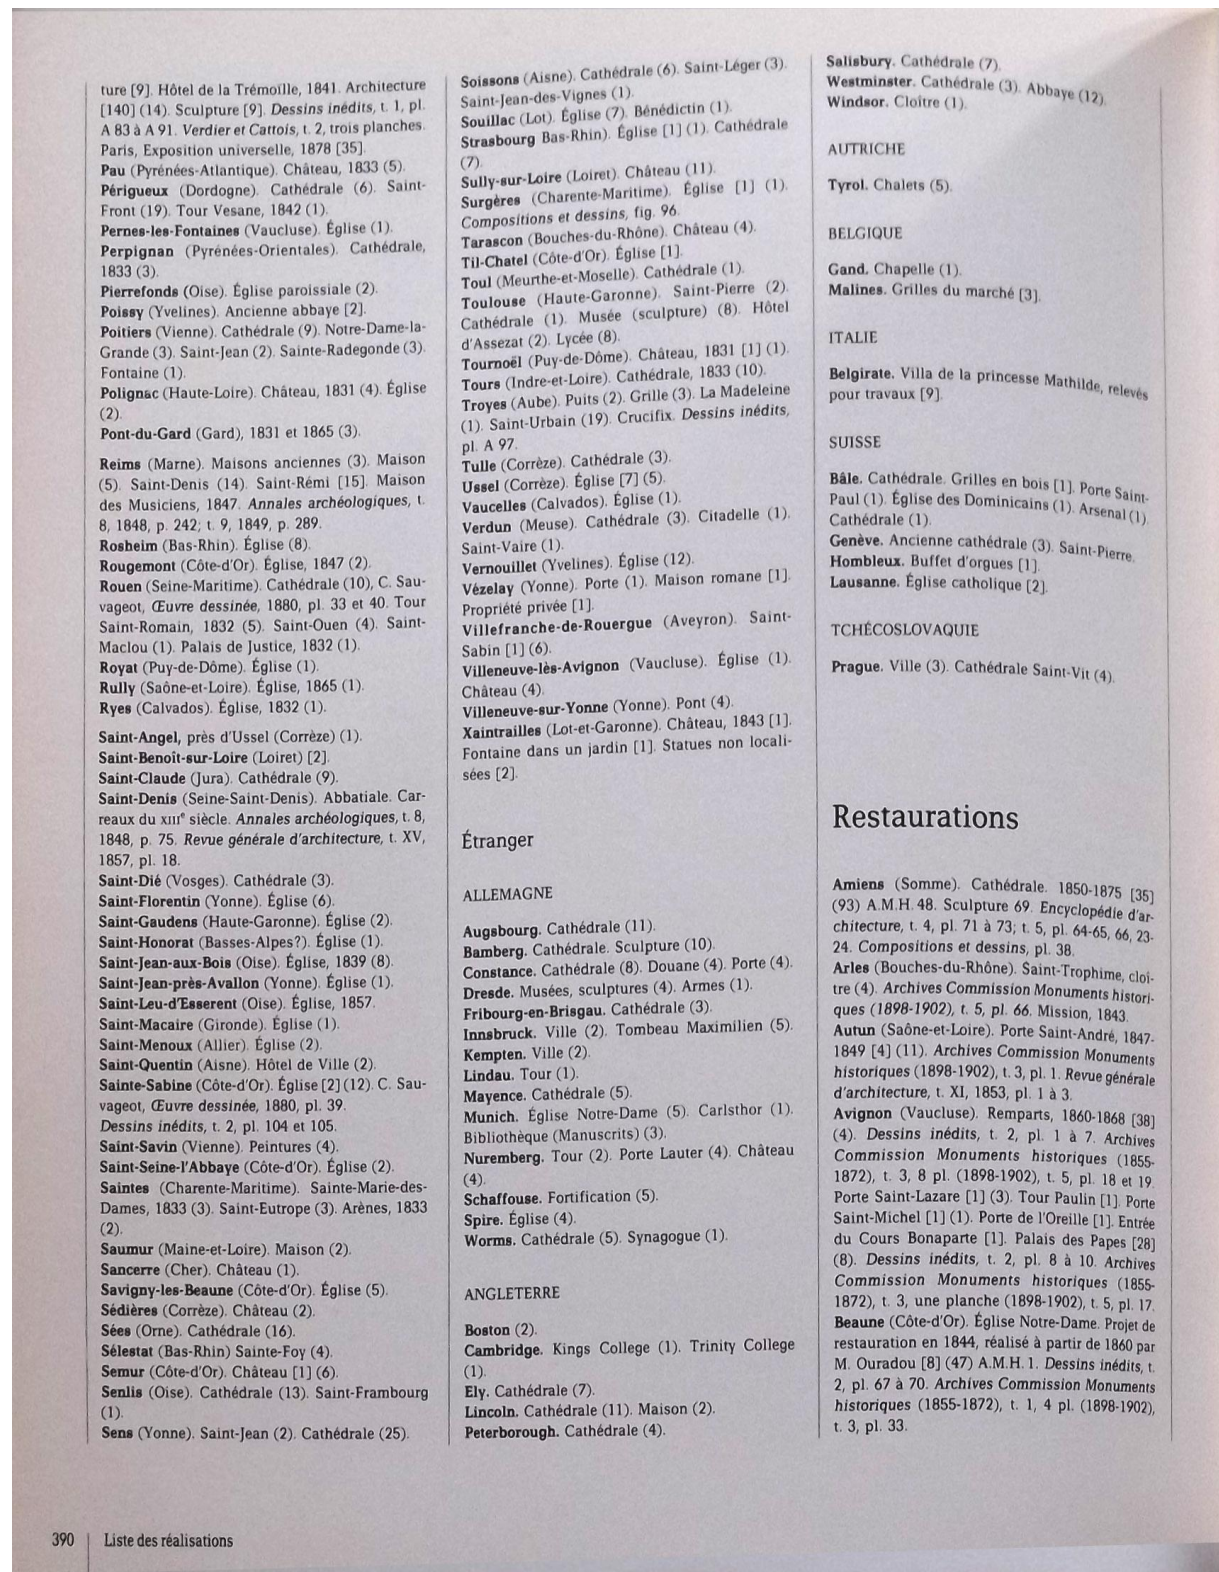 ture [9]. Hôtel de la Trémoille, 1841. Architecture
[140] (14). Sculpture [9]. Dessins inédits, t. 1, pl.
A 83 à A 91. Verdier et Cattois, t. 2, trois planches.
Paris, Exposition universelle, 1878 [35].
Pau (Pyrénées-Atlantique). Château, 1833 (5).
Périgueux (Dordogne). Cathédrale (6). Saint-
Front (19). Tour Vesane, 1842 (1).
Pernes-les-Fontaines (Vaucluse). Église (1).
Perpignan (Pyrénées-Orientales). Cathédrale,
1833 (3).
Pierrefonds (Oise). Église paroissiale (2).
Poissy (Yvelines). Ancienne abbaye [2].
Poitiers (Vienne). Cathédrale (9). Notre-Dame-la-
Grande (3). Saint-Jean (2). Sainte-Radegonde (3).
Fontaine (1).
Polignac (Haute-Loire). Château, 1831 (4). Église
(2).
Pont-du-Gard (Gard), 1831 et 1865 (3).
Reims (Marne). Maisons anciennes (3). Maison
(5). Saint-Denis (14). Saint-Rémi [15]. Maison
des Musiciens, 1847. Annales archéologiques, t.
8, 1848, p. 242; t. 9, 1849, p. 289.
Rosheim (Bas-Rhin). Église (8).
Rougemont (Côte-d'Or). Église, 1847 (2).
Rouen (Seine-Maritime). Cathédrale (10), C. Sau-
vageot, Œuvre dessinée, 1880, pl. 33 et 40. Tour
Saint-Romain, 1832 (5). Saint-Ouen (4). Saint-
Maclou (1). Palais de Justice, 1832 (1).
Royat (Puy-de-Dôme). Église (1).
Rully (Saône-et-Loire). Église, 1865 (1).
Ryes (Calvados). Église, 1832 (1).
Saint-Angel, près d'Ussel (Corrèze) (1).
Saint-Benoît-sur-Loire (Loiret) [2].
Saint-Claude (Jura). Cathédrale (9).
Saint-Denis (Seine-Saint-Denis). Abbatiale. Car-
reaux du XIIIe siècle. Annales archéologiques, t. 8,
1848, p. 75. Revue générale d'architecture, t. XV,
1857, pl. 18.
Saint-Dié (Vosges). Cathédrale (3).
Saint-Florentin (Yonne). Église (6).
Saint-Gaudens (Haute-Garonne). Église (2).
Saint-Honorat (Basses-Alpes?). Église (1).
Saint-Jean-aux-Bois (Oise). Église, 1839 (8).
Saint-Jean-près-Avallon (Yonne). Église (1).
Saint-Leu-d'Esserent (Oise). Église, 1857.
Saint-Macaire (Gironde). Église (1).
Saint-Menoux (Allier). Église (2).
Saint-Quentin (Aisne). Hôtel de Ville (2).
Sainte-Sabine (Côte-d'Or). Église [2] (12). C. Sau-
vageot, Œuvre dessinée, 1880, pl. 39.
Dessins inédits, t. 2, pl. 104 et 105.
Saint-Savin (Vienne). Peintures (4).
Saint-Seine-l'Abbaye (Côte-d'Or). Église (2).
Saintes (Charente-Maritime). Sainte-Marie-des-
Dames, 1833 (3). Saint-Eutrope (3). Arènes, 1833
(2).
Saumur (Maine-et-Loire). Maison (2).
Sancerre (Cher). Château (1).
Savigny-les-Beaune (Côte-d'Or). Église (5).
Sédières (Corrèze). Château (2).
Sées (Orne). Cathédrale (16).
Sélestat (Bas-Rhin) Sainte-Foy (4).
Semur (Côte-d'Or). Château [1] (6).
Senlis (Oise). Cathédrale (13). Saint-Frambourg
(1).
Sens (Yonne). Saint-Jean (2). Cathédrale (25).
Soissons (Aisne). Cathédrale (6). Saint-Léger (3).
Saint-Jean-des-Vignes (1).
Souillac (Lot). Église (7). Bénédictin (1).
Strasbourg Bas-Rhin). Église [1] (1). Cathédrale
(7).
Sully-sur-Loire (Loiret). Château (11).
Surgères (Charente-Maritime). Église [1] (1).
Compositions et dessins, fig. 96.
Tarascon (Bouches-du-Rhône). Château (4).
Til-Chatel (Côte-d'Or). Église [1].
Toul (Meurthe-et-Moselle). Cathédrale (1).
Toulouse (Haute-Garonne). Saint-Pierre (2).
Cathédrale (1). Musée (sculpture) (8). Hôtel
d'Assezat (2). Lycée (8).
Tournoël (Puy-de-Dôme). Château, 1831 [1] (1).
Tours (Indre-et-Loire). Cathédrale, 1833 (10).
Troyes (Aube). Puits (2). Grille (3). La Madeleine
(1). Saint-Urbain (19). Crucifix. Dessins inédits,
pl. A 97.
Tulle (Corrèze). Cathédrale (3).
Ussel (Corrèze). Église [7] (5).
Vaucelles (Calvados). Église (1).
Verdun (Meuse). Cathédrale (3). Citadelle (1).
Saint-Vaire (1).
Vernouillet (Yvelines). Église (12).
Vézelay (Yonne). Porte (1). Maison romane [1].
Propriété privée [1].
Villefranche-de-Rouergue (Aveyron). Saint-
Sabin [1] (6).
Villeneuve-lès-Avignon (Vaucluse). Église (1).
Château (4).
Villeneuve-sur-Yonne (Yonne). Pont (4).
Xaintrailles (Lot-et-Garonne). Château, 1843 [1].
Fontaine dans un jardin [1]. Statues non locali-
sées [2].
Étranger
ALLEMAGNE
Augsbourg. Cathédrale (11).
Bamberg. Cathédrale. Sculpture (10).
Constance. Cathédrale (8). Douane (4). Porte (4).
Dresde. Musées, sculptures (4). Armes (1).
Fribourg-en-Brisgau. Cathédrale (3).
Innsbruck. Ville (2). Tombeau Maximilien (5).
Kempten. Ville (2).
Lindau. Tour (1).
Mayence. Cathédrale (5).
Munich. Église Notre-Dame (5). Carlsthor (1).
Bibliothèque (Manuscrits) (3).
Nuremberg. Tour (2). Porte Lauter (4). Château
(4).
Schaffouse. Fortification (5).
Spire. Église (4).
Worms. Cathédrale (5). Synagogue (1).
ANGLETERRE
Boston (2).
Cambridge. Kings College (1). Trinity College
(1).
Ely. Cathédrale (7).
Lincoln. Cathédrale (11). Maison (2).
Peterborough. Cathédrale (4).
Salisbury. Cathédrale (7).
Westminster. Cathédrale (3). Abbaye (12).
Windsor. Cloître (1).
AUTRICHE
Tyrol. Chalets (5).
BELGIQUE
Gand. Chapelle (1).
Malines. Grilles du marché [3].
ITALIE
Belgirate. Villa de la princesse Mathilde, relevés
pour travaux [9].
SUISSE
Bâle. Cathédrale. Grilles en bois [1]. Porte Saint-
Paul (1). Église des Dominicains (1). Arsenal (1).
Cathédrale (1).
Genève. Ancienne cathédrale (3). Saint-Pierre.
Hombleux. Buffet d'orgues [1].
Lausanne. Église catholique [2].
TCHÉCOSLOVAQUIE
Prague. Ville (3). Cathédrale Saint-Vit (4).
Restaurations
Amiens (Somme). Cathédrale. 1850-1875 [35]
(93) A.M.H. 48. Sculpture 69. Encyclopédie d'ar-
chitecture, t. 4, pl. 71 à 73; t. 5, pl. 64-65, 66, 23-
24. Compositions et dessins, pl. 38.
Arles (Bouches-du-Rhône). Saint-Trophime, cloî-
tre (4). Archives Commission Monuments histori-
ques (1898-1902), t. 5, pl. 66. Mission, 1843.
Autun (Saône-et-Loire). Porte Saint-André, 1847-
1849 [4] (11). Archives Commission Monuments
historiques (1898-1902), t. 3, pl. 1. Revue générale
d'architecture, t. XI, 1853, pl. 1 à 3.
Avignon (Vaucluse). Remparts, 1860-1868 [38]
(4). Dessins inédits, t. 2, pl. 1 à 7. Archives
Commission Monuments historiques (1855-
1872), t. 3, 8 pl. (1898-1902), t. 5, pl. 18 et 19.
Porte Saint-Lazare [1] (3). Tour Paulin [1]. Porte
Saint-Michel [1] (1). Porte de l'Oreille [1]. Entrée
du Cours Bonaparte [1]. Palais des Papes [28]
(8). Dessins inédits, t. 2, pl. 8 à 10. Archives
Commission Monuments historiques (1855-
1872), t. 3, une planche (1898-1902), t. 5, pl. 17.
Beaune (Côte-d'Or). Église Notre-Dame. Projet de
restauration en 1844, réalisé à partir de 1860 par
M. Ouradou [8] (47) A.M.H. 1. Dessins inédits, t.
2, pl. 67 à 70. Archives Commission Monuments
historiques (1855-1872), t. 1, 4 pl. (1898-1902),
t. 3, pl. 33.
390
Liste des réalisations